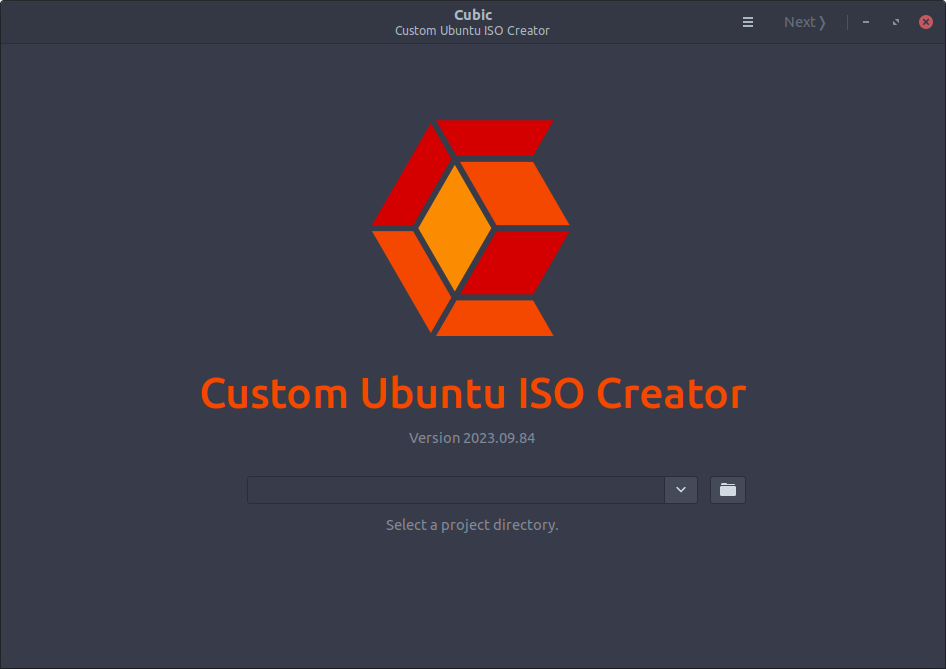 Cubic
Custom Ubuntu ISO Creator
Next ⟩
Custom Ubuntu ISO Creator
Version 2023.09.84
Select a project directory.